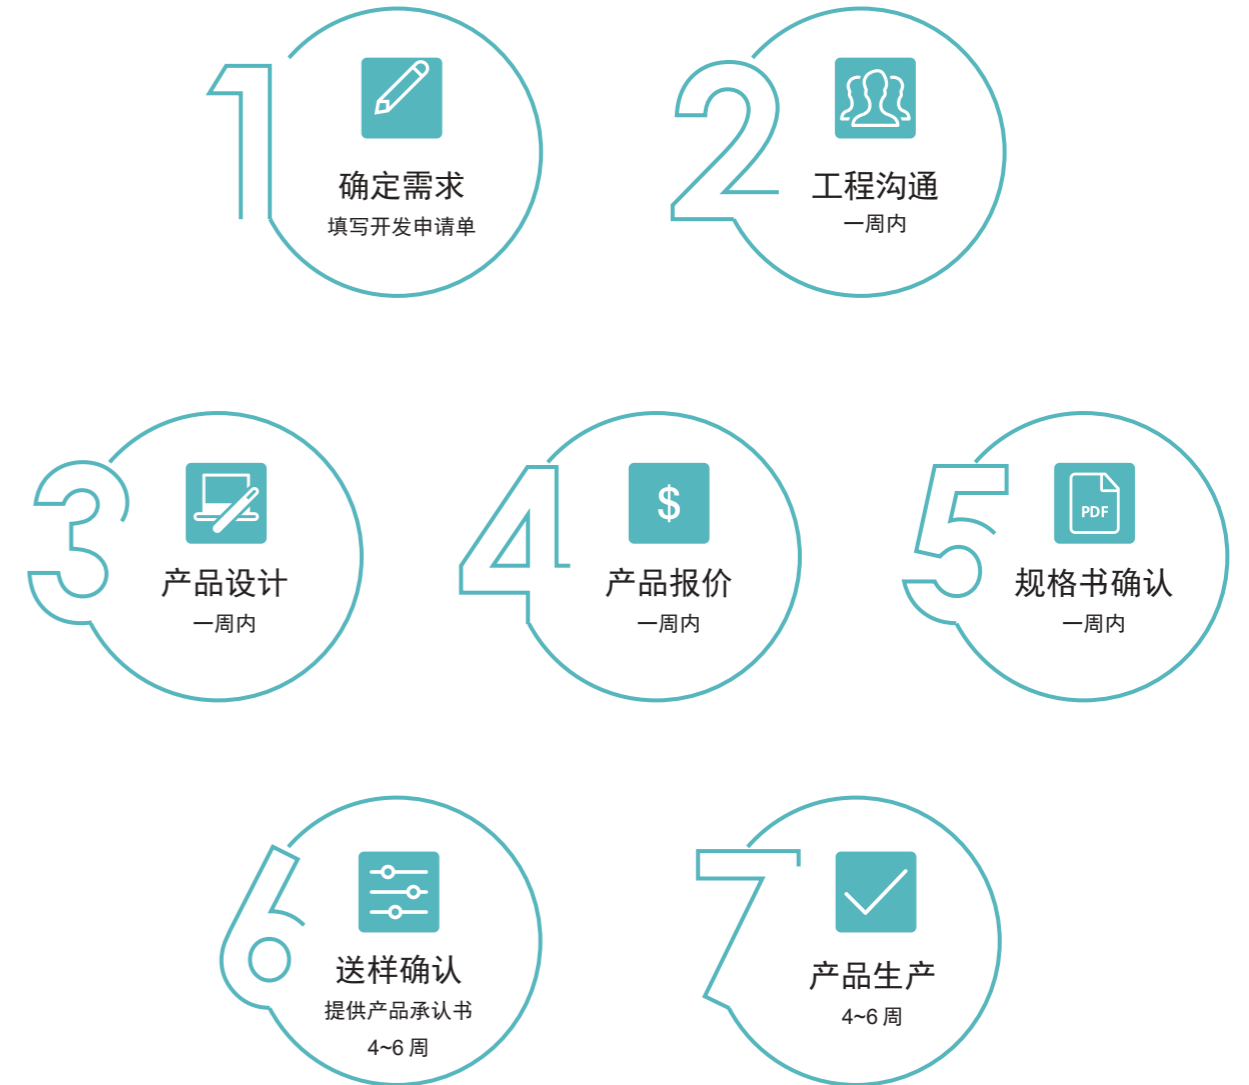 1
确定需求
填写开发申请单
2
工程沟通
一周内
3
产品设计
一周内
4
$
产品报价
一周内
5
PDF
规格书确认
一周内
6
送样确认
提供产品承认书
4~6 周
7
产品生产
4~6 周